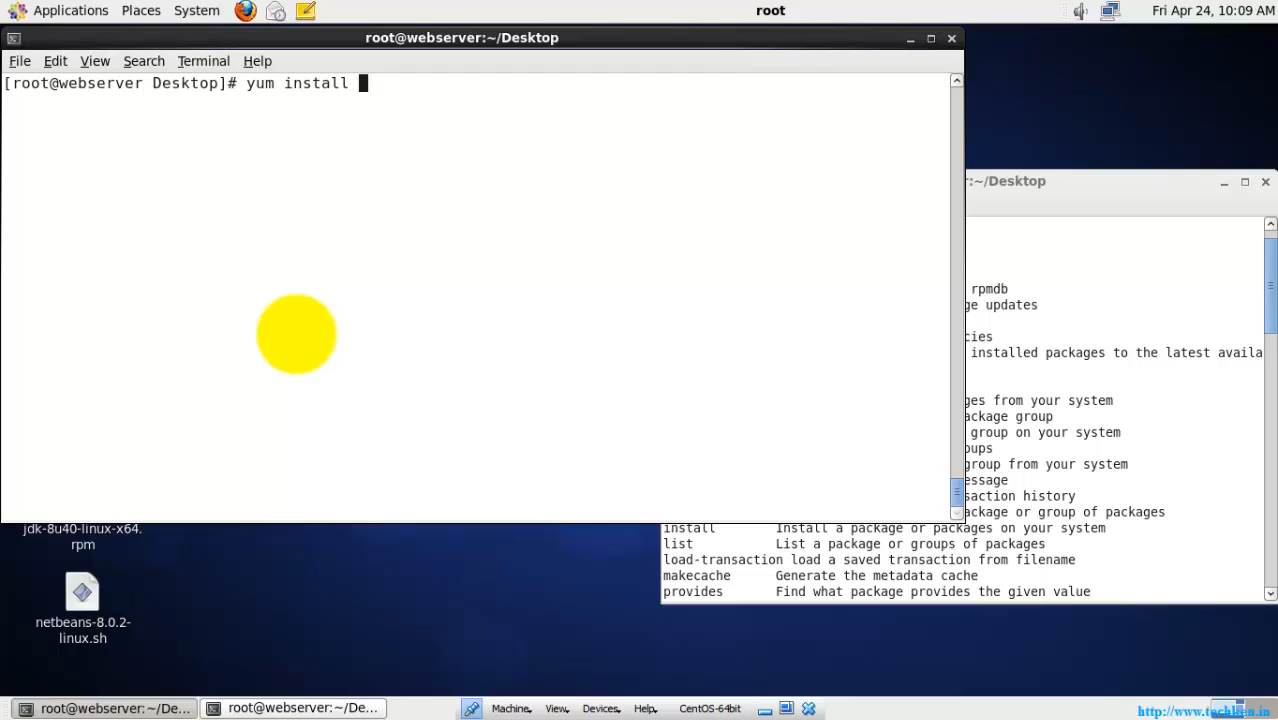 Applications Places System root Fri Apr 24, 10:09 AM
root@webserver:~/Desktop
File Edit View Search Terminal Help
[root@webserver Desktop]# yum install
r:~/Desktop
rpmdb
ge updates
cies
installed packages to the latest availa
ges from your system
ackage group
group on your system
oups
group from your system
essage
saction history
ackage or group of packages
install Install a package or packages on your system
list List a package or groups of packages
load-transaction load a saved transaction from filename
makecache Generate the metadata cache
provides Find what package provides the given value
jdk-8u40-linux-x64.
rpm
netbeans-8.0.2-
linux.sh
root@webserver:~/De... root@webserver:~/De... Machine View Devices Help CentOS-64bit
http://www.techken.in